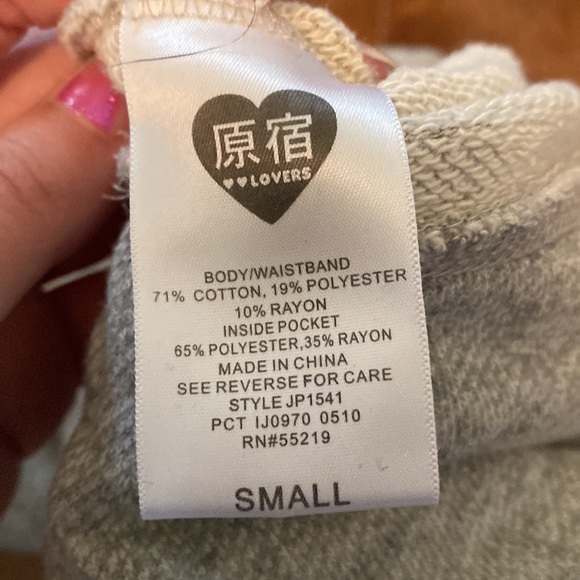 原宿
♥♥LOVERS
BODY/WAISTBAND
71% COTTON, 19% POLYESTER
10% RAYON
INSIDE POCKET
65% POLYESTER,35% RAYON
MADE IN CHINA
SEE REVERSE FOR CARE
STYLE JP1541
PCT IJ0970 0510
RN#55219
SMALL